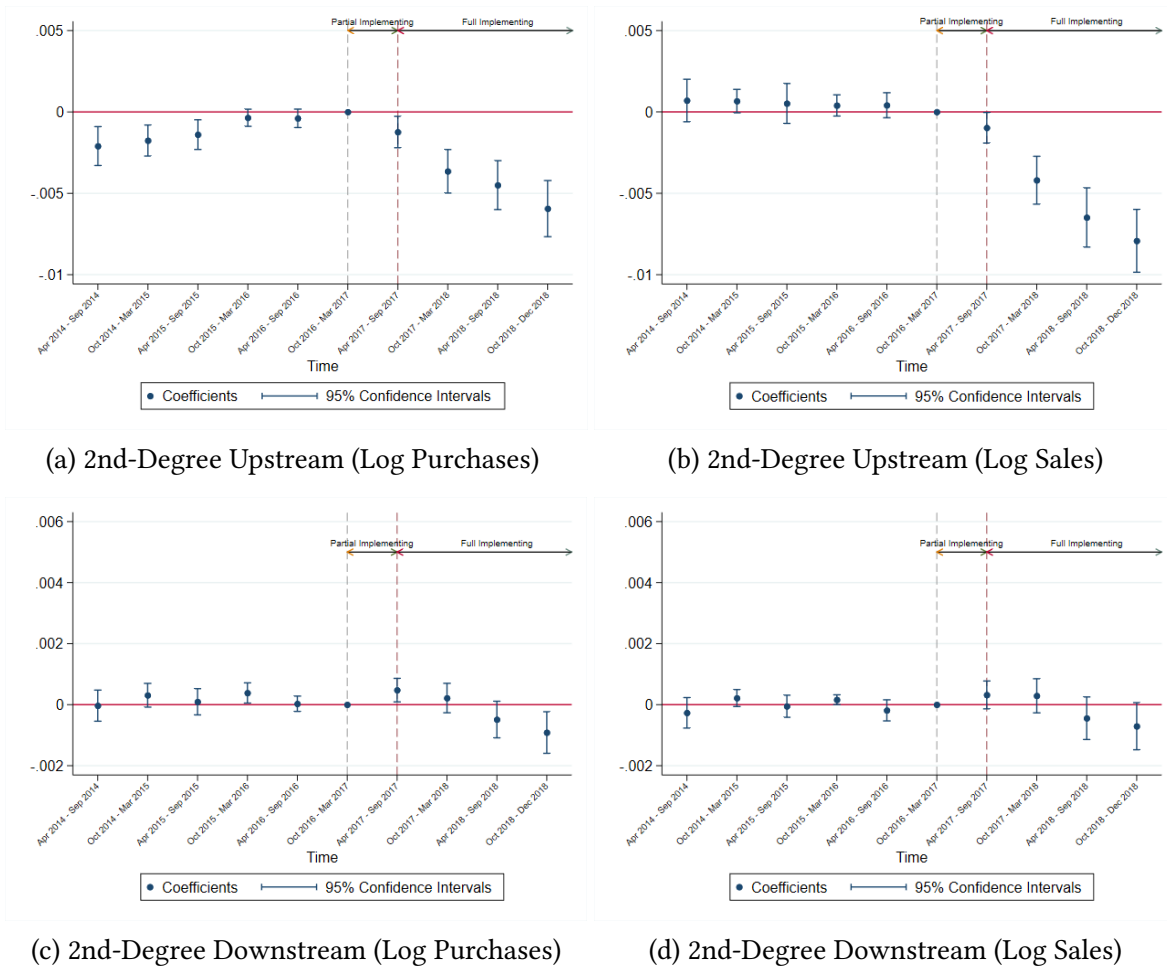 Partial Implementing Full Implementing
.005
0
-.005
-.01
Apr 2014 - Sep 2014
Oct 2014 - Mar 2015
Apr 2015 - Sep 2015
Oct 2015 - Mar 2016
Apr 2016 - Sep 2016
Oct 2016 - Mar 2017
Apr 2017 - Sep 2017
Oct 2017 - Mar 2018
Apr 2018 - Sep 2018
Oct 2018 - Dec 2018
Time
Coefficients 95% Confidence Intervals
(a) 2nd-Degree Upstream (Log Purchases)
Partial Implementing Full Implementing
.005
0
-.005
-.01
Apr 2014 - Sep 2014
Oct 2014 - Mar 2015
Apr 2015 - Sep 2015
Oct 2015 - Mar 2016
Apr 2016 - Sep 2016
Oct 2016 - Mar 2017
Apr 2017 - Sep 2017
Oct 2017 - Mar 2018
Apr 2018 - Sep 2018
Oct 2018 - Dec 2018
Time
Coefficients 95% Confidence Intervals
(b) 2nd-Degree Upstream (Log Sales)
.006
Partial Implementing Full Implementing
.004
.002
0
-.002
Apr 2014 - Sep 2014
Oct 2014 - Mar 2015
Apr 2015 - Sep 2015
Oct 2015 - Mar 2016
Apr 2016 - Sep 2016
Oct 2016 - Mar 2017
Apr 2017 - Sep 2017
Oct 2017 - Mar 2018
Apr 2018 - Sep 2018
Oct 2018 - Dec 2018
Time
Coefficients 95% Confidence Intervals
(c) 2nd-Degree Downstream (Log Purchases)
.006
Partial Implementing Full Implementing
.004
.002
0
-.002
Apr 2014 - Sep 2014
Oct 2014 - Mar 2015
Apr 2015 - Sep 2015
Oct 2015 - Mar 2016
Apr 2016 - Sep 2016
Oct 2016 - Mar 2017
Apr 2017 - Sep 2017
Oct 2017 - Mar 2018
Apr 2018 - Sep 2018
Oct 2018 - Dec 2018
Time
Coefficients 95% Confidence Intervals
(d) 2nd-Degree Downstream (Log Sales)